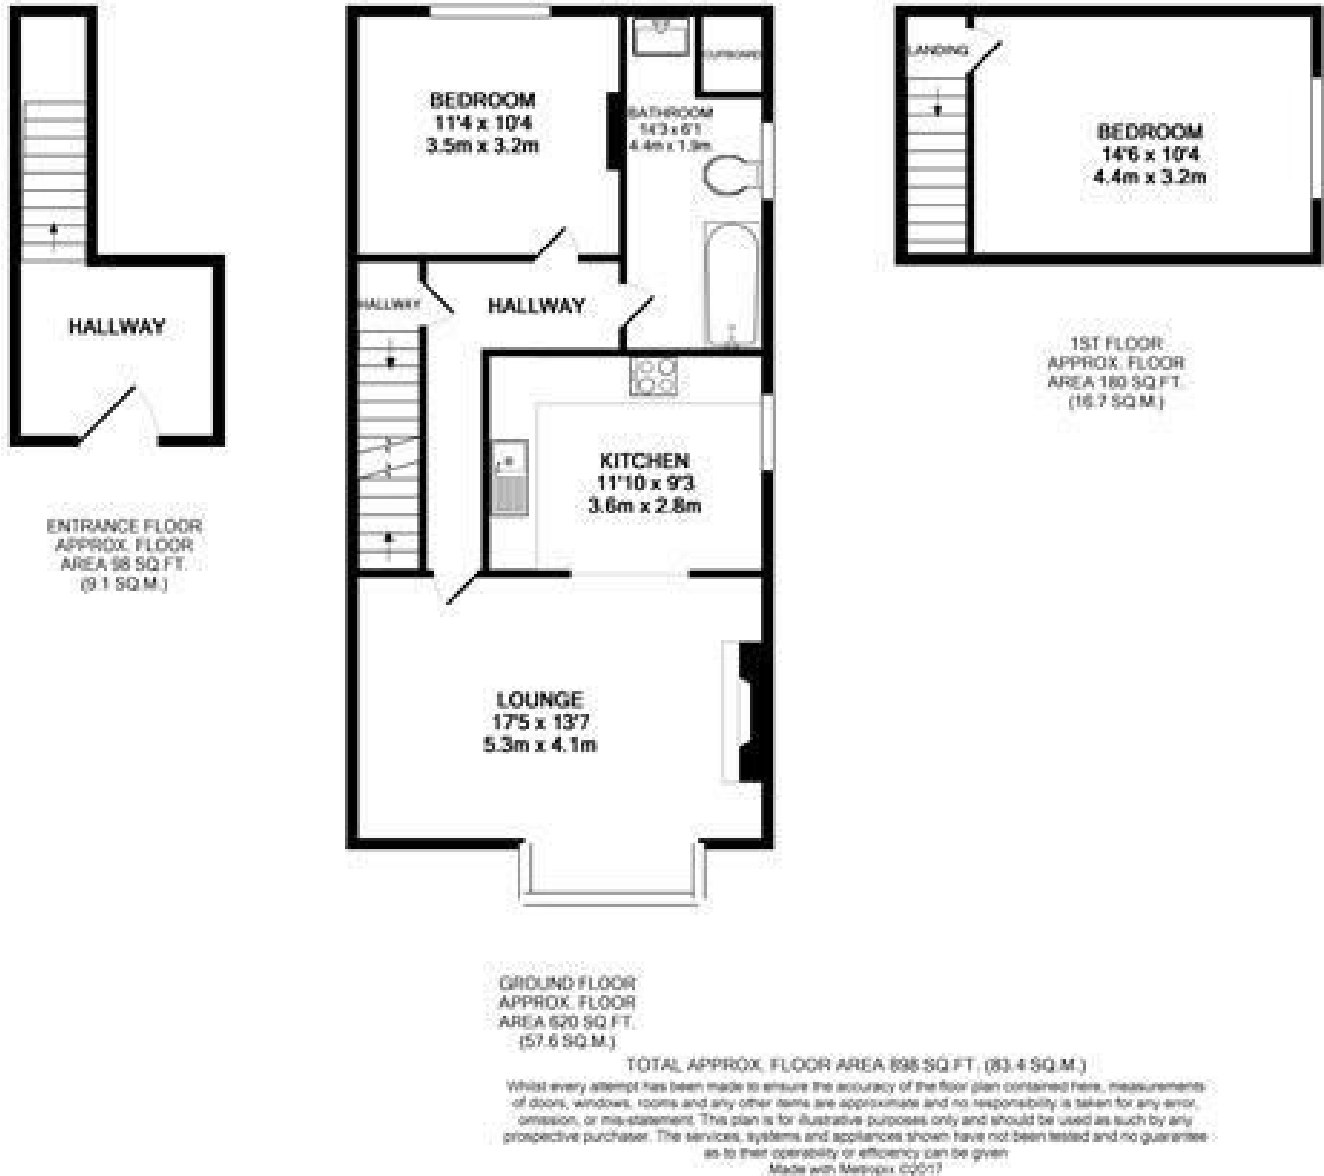 HALLWAY
ENTRANCE FLOOR
APPROX. FLOOR
AREA 98 SQ.FT.
(9.1 SQ.M.)
BEDROOM
11'4 x 10'4
3.5m x 3.2m
BATHROOM
14'3 x 6'1
4.4m x 1.9m
CUPBOARD
HALLWAY
HALLWAY
KITCHEN
11'10 x 9'3
3.6m x 2.8m
LOUNGE
17'5 x 13'7
5.3m x 4.1m
GROUND FLOOR
APPROX. FLOOR
AREA 620 SQ.FT.
(57.6 SQ.M.)
LANDING
BEDROOM
14'6 x 10'4
4.4m x 3.2m
1ST FLOOR
APPROX. FLOOR
AREA 180 SQ.FT.
(16.7 SQ.M.)
TOTAL APPROX. FLOOR AREA 898 SQ.FT. (83.4 SQ.M.)
Whilst every attempt has been made to ensure the accuracy of the floor plan contained here, measurements
of doors, windows, rooms and any other items are approximate and no responsibility is taken for any error,
omission, or mis-statement. This plan is for illustrative purposes only and should be used as such by any
prospective purchaser. The services, systems and appliances shown have not been tested and no guarantee
as to their operability or efficiency can be given
Made with Metropix ©2017